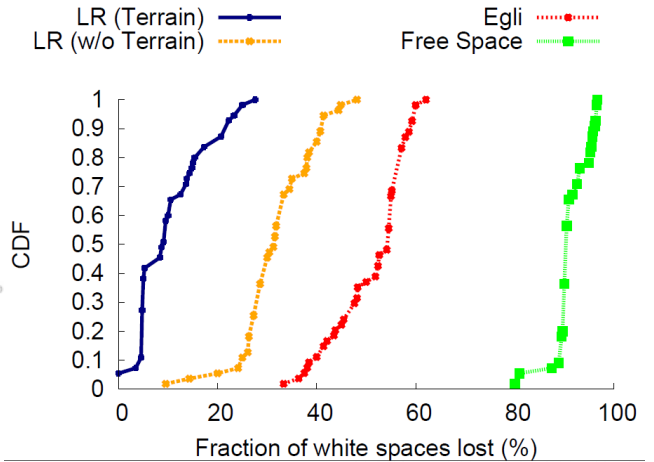 LR (Terrain)
LR (w/o Terrain)
Egli
Free Space
1
0.9
0.8
0.7
0.6
0.5
0.4
0.3
0.2
0.1
0
CDF
0 20 40 60 80 100
Fraction of white spaces lost (%)